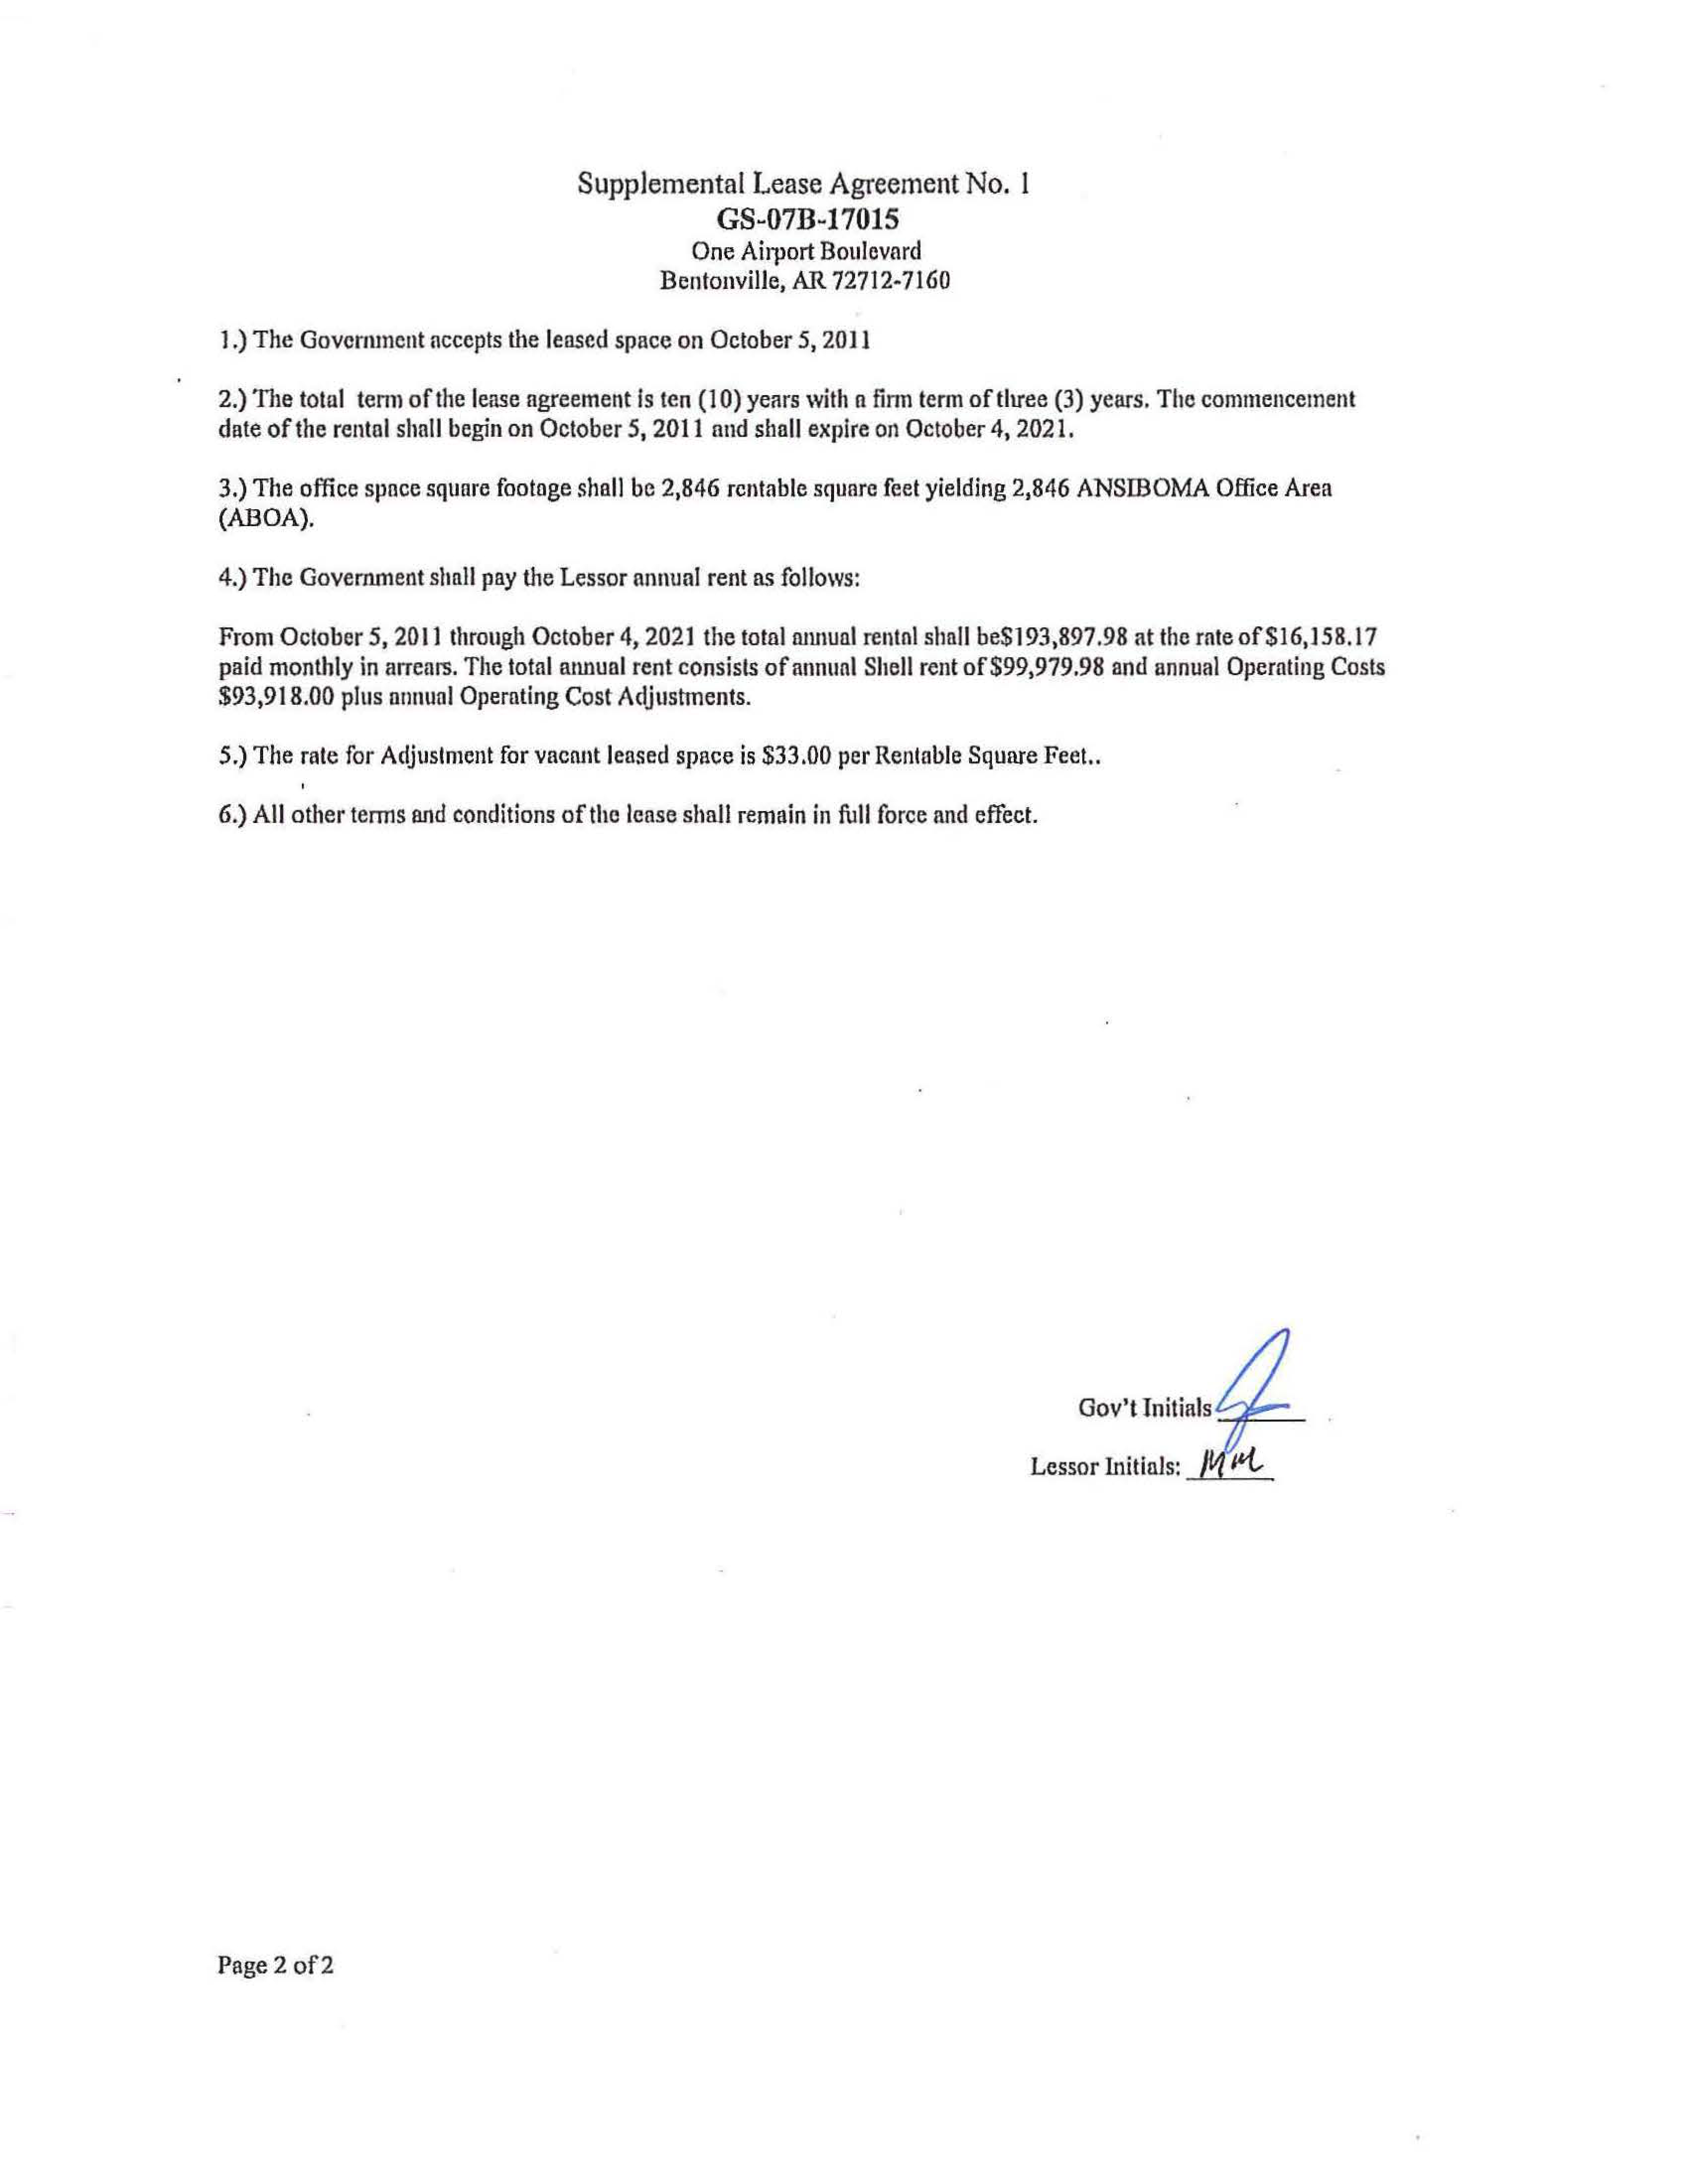 Supplemental Lease Agreement No. 1
GS-07B-17015
One Airport Boulevard
Bentonville, AR 72712-7160
1.) The Government accepts the leased space on October 5, 2011
2.) The total term of the lease agreement is ten (10) years with a firm term of three (3) years. The commencement
date of the rental shall begin on October 5, 2011 and shall expire on October 4, 2021.
3.) The office space square footage shall be 2,846 rentable square feet yielding 2,846 ANSIBOMA Office Area
(ABOA).
4.) The Government shall pay the Lessor annual rent as follows:
From October 5, 2011 through October 4, 2021 the total annual rental shall be$193,897.98 at the rate of $16,158.17
paid monthly in arrears. The total annual rent consists of annual Shell rent of $99,979.98 and annual Operating Costs
$93,918.00 plus annual Operating Cost Adjustments.
5.) The rate for Adjustment for vacant leased space is $33.00 per Rentable Square Feet..
6.) All other terms and conditions of the lease shall remain in full force and effect.
Gov't Initials
Lessor Initials: MM
Page 2 of 2